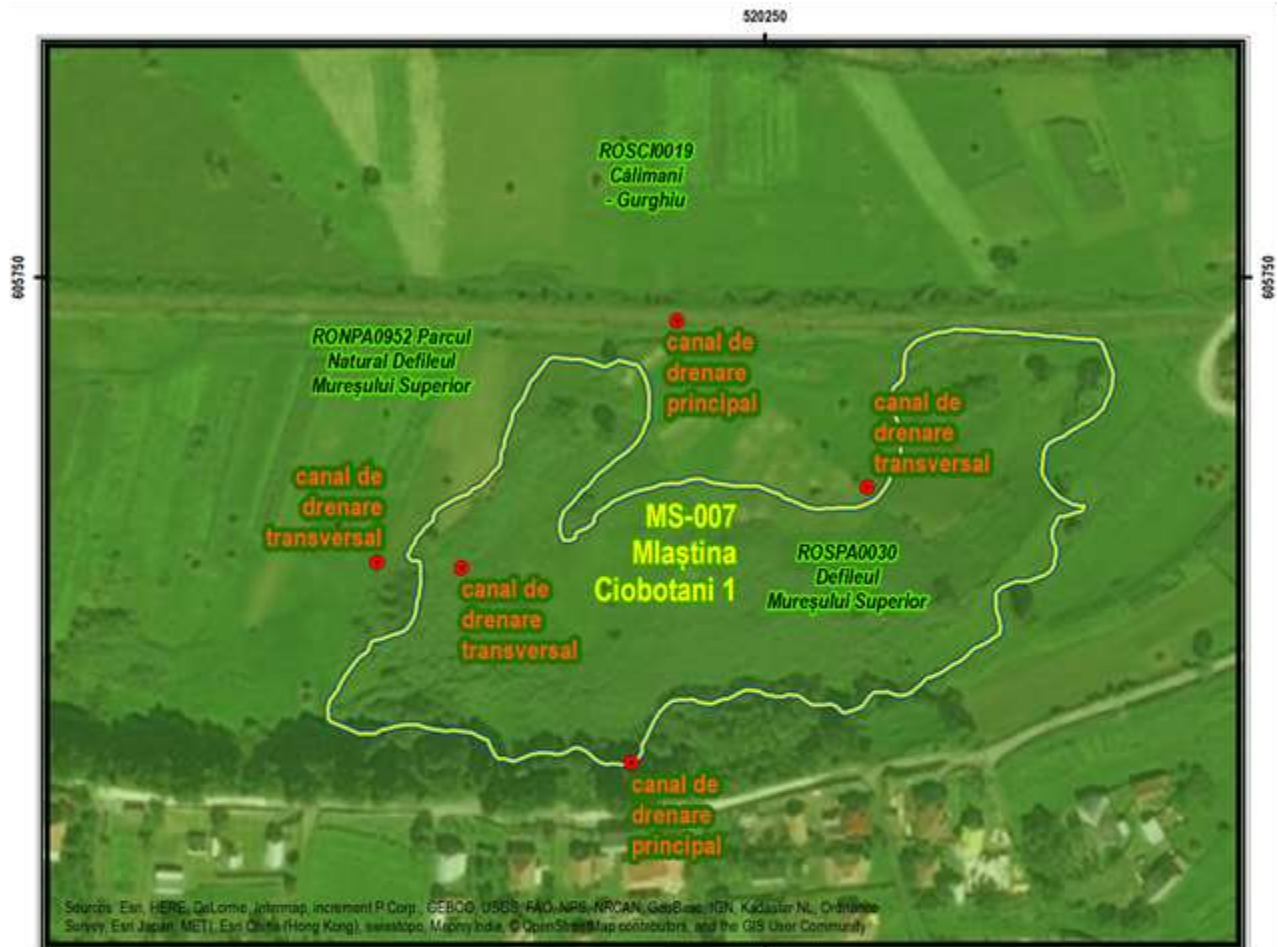 520250
605750
605750
ROSCI0019
Călimani
- Gurghiu
RONPA0952 Parcul
Natural Defileul
Mureșului Superior
canal de
drenare
principal
canal de
drenare
transversal
canal de
drenare
transversal
MS-007
Mlaștina
Ciobotani 1
ROSPA0030
Defileul
Mureșului Superior
canal de
drenare
transversal
canal de
drenare
principal
Sources: Esri, HERE, DeLorme, Intermap, increment P Corp., GEBCO, USGS, FAO, NPS, NRCAN, GeoBase, IGN, Kadaster NL, Ordnance
Survey, Esri Japan, METI, Esri China (Hong Kong), swisstopo, MapmyIndia, © OpenStreetMap contributors, and the GIS User Community